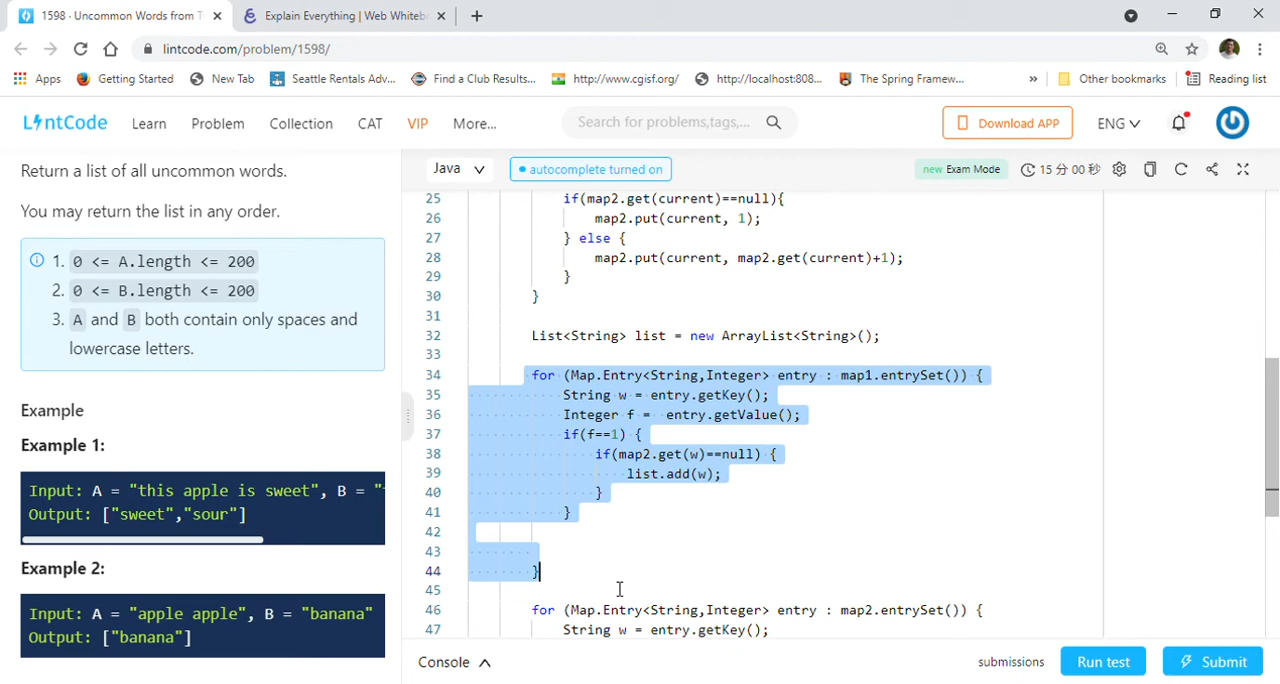 1598 · Uncommon Words from T
Explain Everything | Web Whitebo
lintcode.com/problem/1598/
Apps
Getting Started
New Tab
Seattle Rentals Adv...
Find a Club Results...
http://www.cgisf.org/
http://localhost:808...
The Spring Framew...
»
Other bookmarks
Reading list
LintCode
Learn
Problem
Collection
CAT
VIP
More...
Search for problems,tags,...
Download APP
ENG
Return a list of all uncommon words.
You may return the list in any order.
1. 0 <= A.length <= 200
2. 0 <= B.length <= 200
3. A and B both contain only spaces and
lowercase letters.
Example
Example 1:
Input: A = "this apple is sweet", B = "
Output: ["sweet","sour"]
Example 2:
Input: A = "apple apple", B = "banana"
Output: ["banana"]
Java
autocomplete turned on
new Exam Mode
15 分 00 秒
25 if(map2.get(current)==null){
26 map2.put(current, 1);
27 } else {
28 map2.put(current, map2.get(current)+1);
29 }
30 }
31
32 List<String> list = new ArrayList<String>();
33
34 for (Map.Entry<String,Integer> entry : map1.entrySet()) {
35 String w = entry.getKey();
36 Integer f = entry.getValue();
37 if(f==1) {
38 if(map2.get(w)==null) {
39 list.add(w);
40 }
41 }
42
43
44 }
45
46 for (Map.Entry<String,Integer> entry : map2.entrySet()) {
47 String w = entry.getKey();
Console
submissions
Run test
Submit